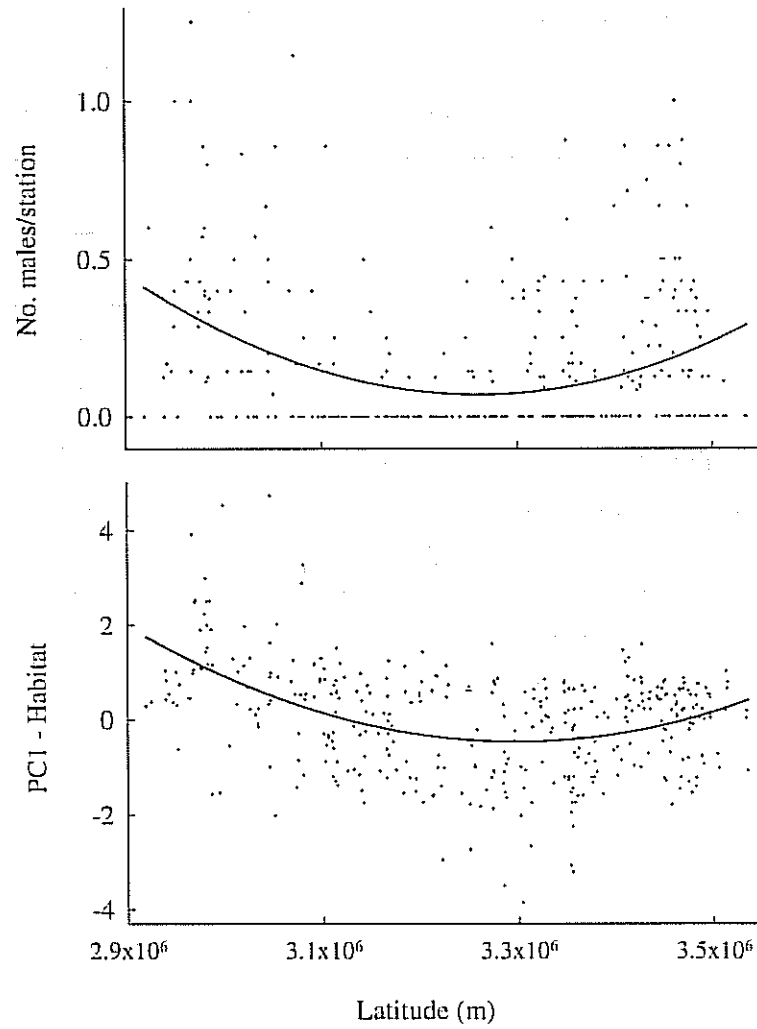 No. males/station
1.0
0.5
0.0
PC1 - Habitat
4
2
0
-2
-4
2.9x10⁶
3.1x10⁶
3.3x10⁶
3.5x10⁶
Latitude (m)